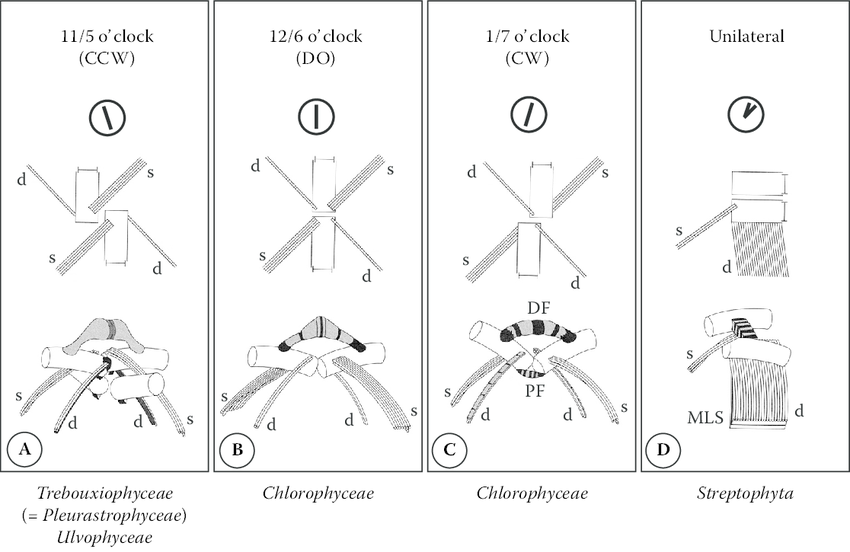 11/5 o'clock
(CCW)
d
s
s
d
s
d
d
s
A
Trebouxiophyceae
(= Pleurastrophyceae)
Ulvophyceae
12/6 o'clock
(DO)
d
s
s
d
s
d
d
s
B
Chlorophyceae
1/7 o'clock
(CW)
d
s
s
d
DF
PF
s
d
d
s
C
Chlorophyceae
Unilateral
s
d
s
MLS
d
D
Streptophyta